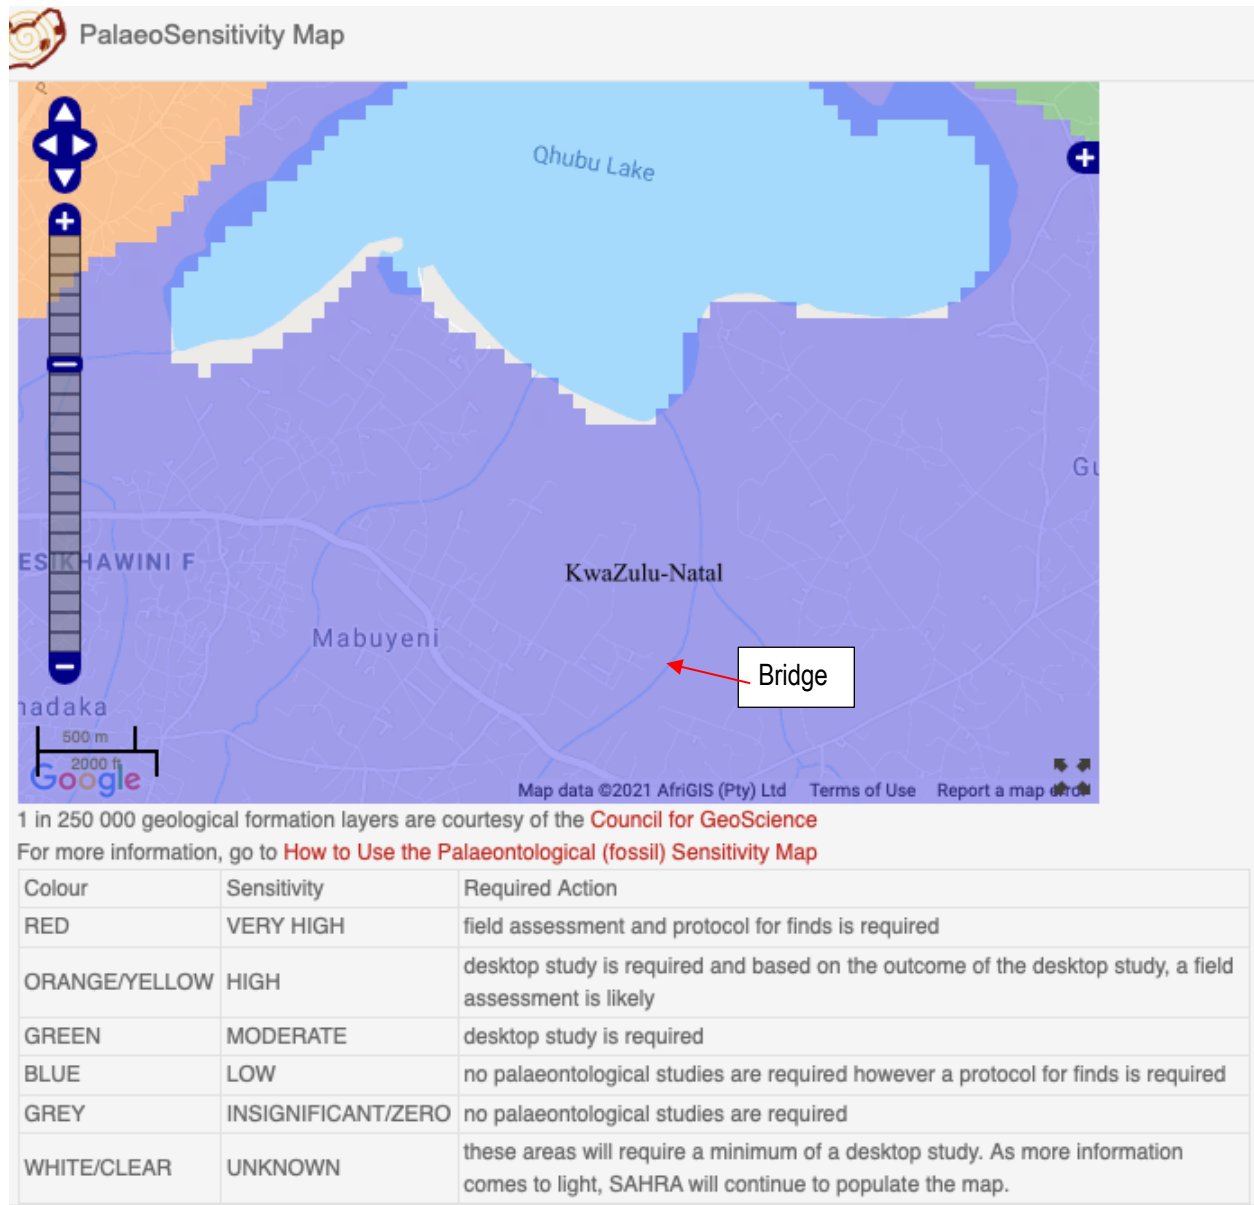 PalaeoSensitivity Map
Qhubu Lake
Gu
ESIKHAWINI F
KwaZulu-Natal
Mabuyeni
Bridge
nadaka
500 m
2000 ft
Google
Map data ©2021 AfriGIS (Pty) Ltd Terms of Use Report a map error
1 in 250 000 geological formation layers are courtesy of the Council for GeoScience
For more information, go to How to Use the Palaeontological (fossil) Sensitivity Map
Colour Sensitivity Required Action
RED VERY HIGH field assessment and protocol for finds is required
ORANGE/YELLOW HIGH desktop study is required and based on the outcome of the desktop study, a field
assessment is likely
GREEN MODERATE desktop study is required
BLUE LOW no palaeontological studies are required however a protocol for finds is required
GREY INSIGNIFICANT/ZERO no palaeontological studies are required
WHITE/CLEAR UNKNOWN these areas will require a minimum of a desktop study. As more information
comes to light, SAHRA will continue to populate the map.